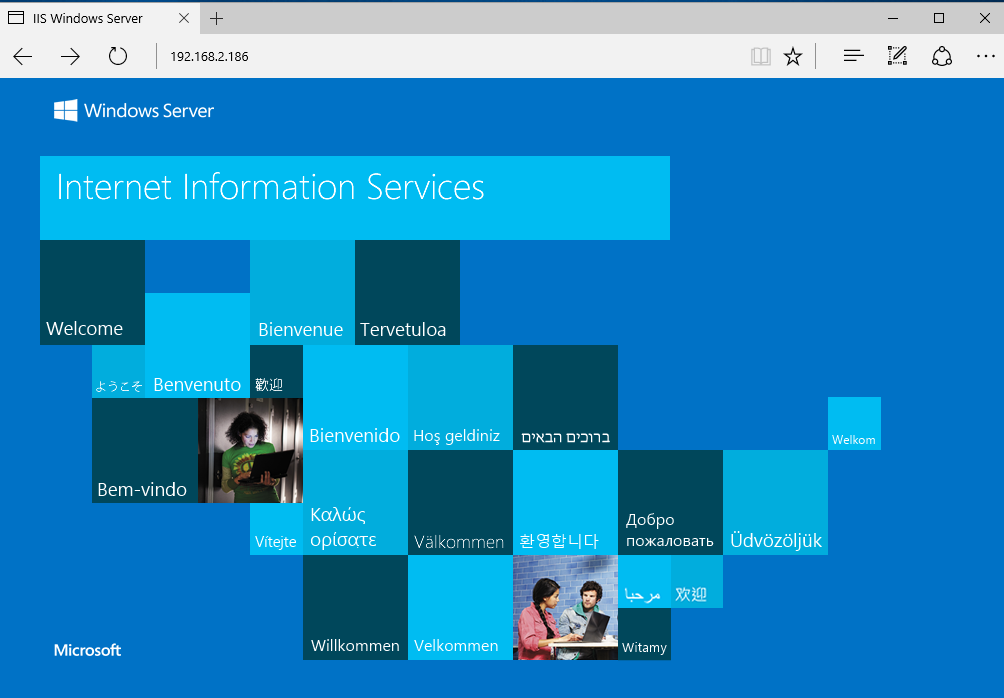 IIS Windows Server
192.168.2.186
Windows Server
Internet Information Services
Welcome
Bienvenue
Tervetuloa
ようこそ
Benvenuto
歡迎
Bienvenido
Hoş geldiniz
ברוכים הבאים
Welkom
Bem-vindo
Vítejte
Καλώς
ορίσατε
Välkommen
환영합니다
Добро
пожаловать
Üdvözöljük
Willkommen
Velkommen
مرحبا
欢迎
Witamy
Microsoft